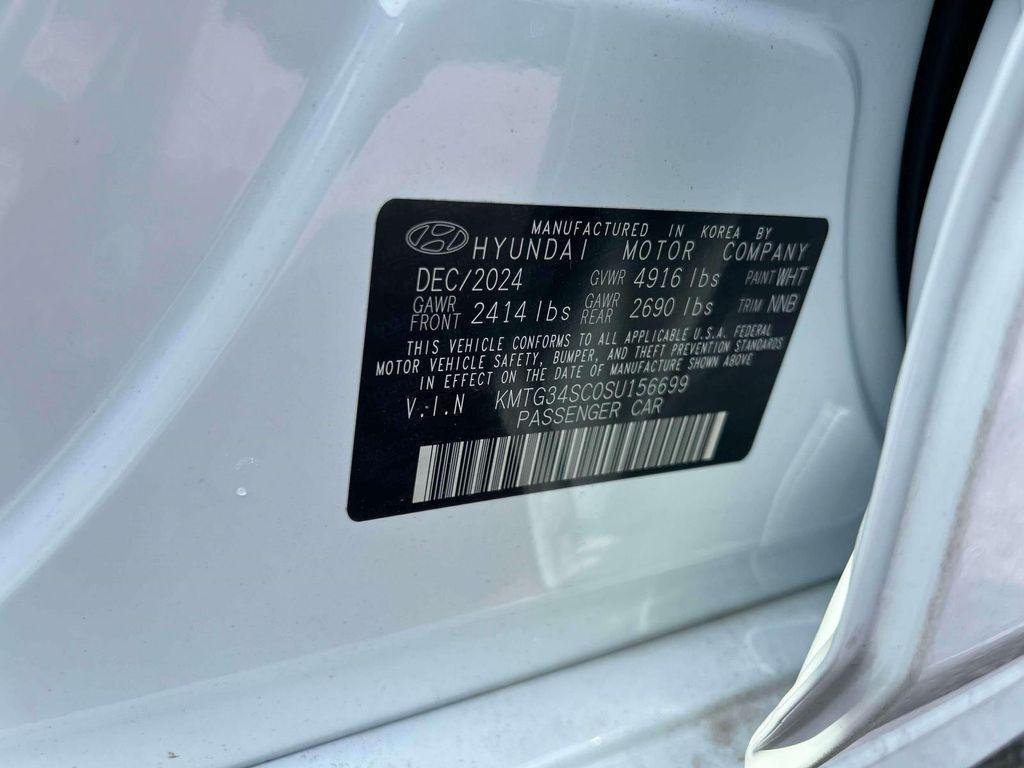 MANUFACTURED IN KOREA BY
HYUNDAI MOTOR COMPANY
DEC/2024 GVWR 4916 lbs PAINT WHT
GAWR FRONT 2414 lbs GAWR REAR 2690 lbs TRIM NNB
THIS VEHICLE CONFORMS TO ALL APPLICABLE U.S.A. FEDERAL
MOTOR VEHICLE SAFETY, BUMPER, AND THEFT PREVENTION STANDARDS
IN EFFECT ON THE DATE OF MANUFACTURE SHOWN ABOVE
V.I.N KMTG34SC0SU156699
PASSENGER CAR